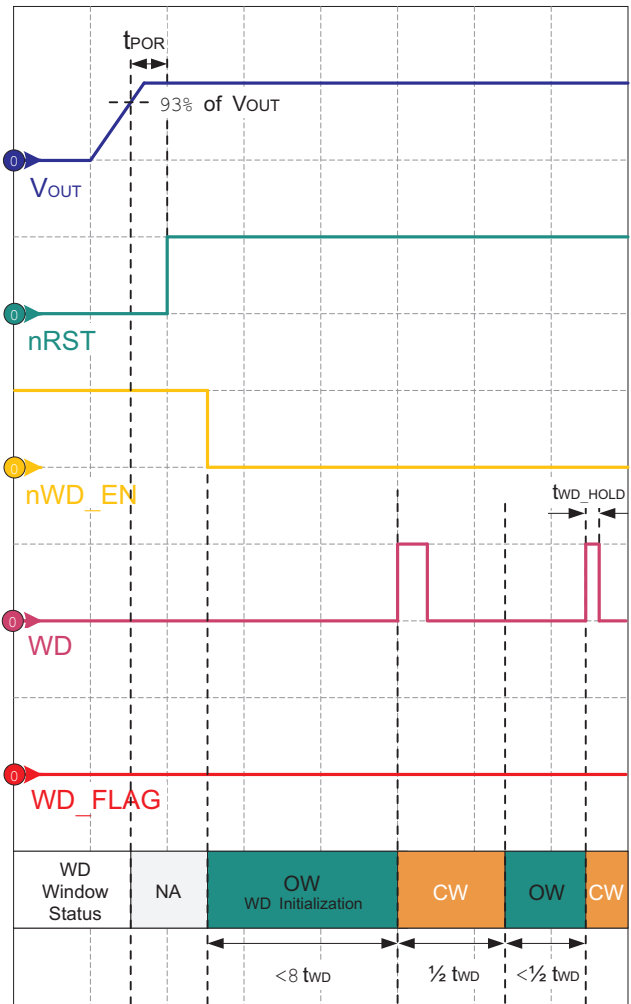 tPOR
93% of VOUT
0
VOUT
0
nRST
0
nWD_EN
tWD_HOLD
0
WD
0
WD_FLAG
WD
Window
Status
NA
OW
WD Initialization
CW
OW
CW
<8 tWD
½ tWD
<½ tWD